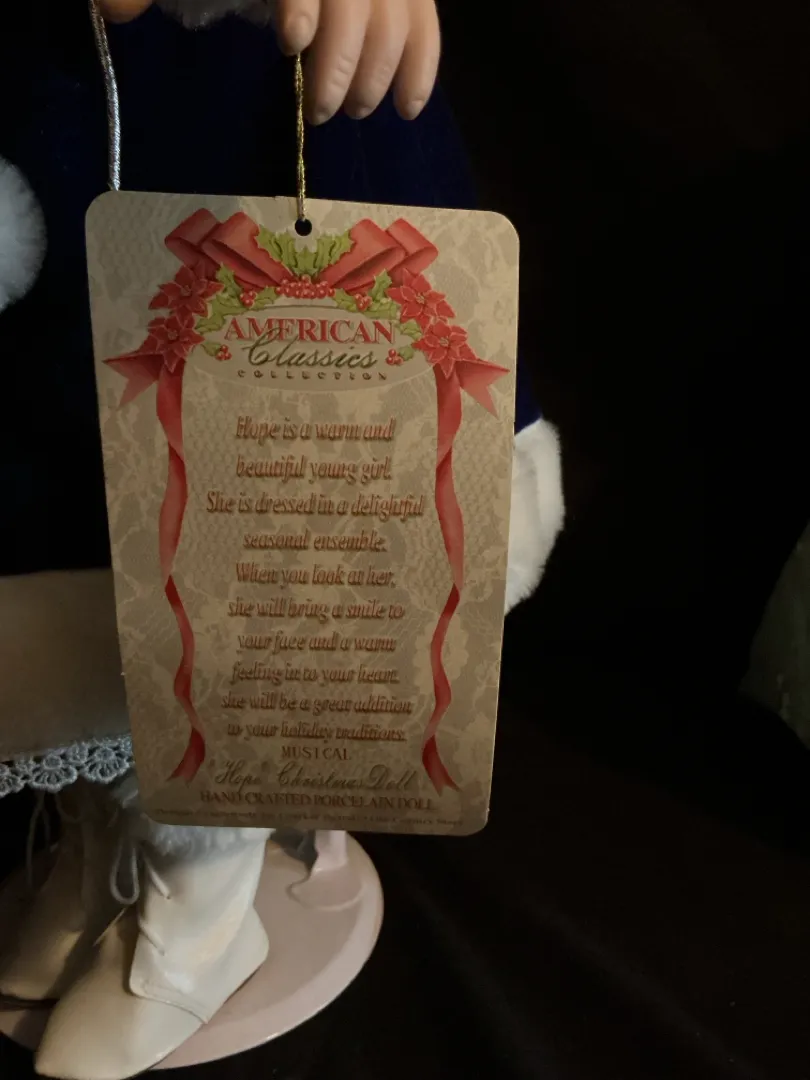 AMERICAN
Classics
COLLECTION
Hope is a warm and
beautiful young girl.
She is dressed in a delightful
seasonal ensemble.
When you look at her,
she will bring a smile to
your face and a warm
feeling in to your heart.
she will be a great addition
to your holiday traditions.
MUSICAL
"Hope" Christmas Doll
HAND CRAFTED PORCELAIN DOLL